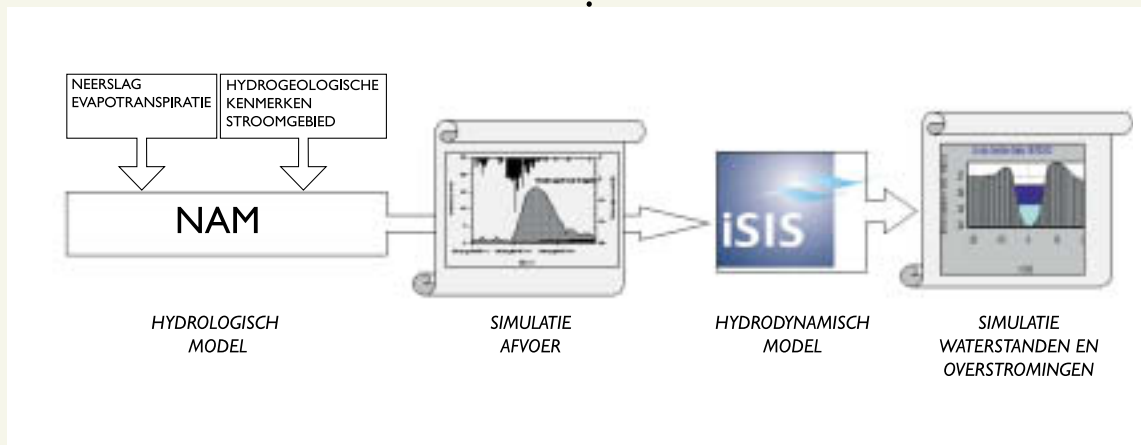 NEERSLAG
EVAPOTRANSPIRATIE
HYDROGEOLOGISCHE
KENMERKEN
STROOMGEBIED
NAM
iSIS
HYDROLOGISCH
MODEL
SIMULATIE
AFVOER
HYDRODYNAMISCH
MODEL
SIMULATIE
WATERSTANDEN EN
OVERSTROMINGEN